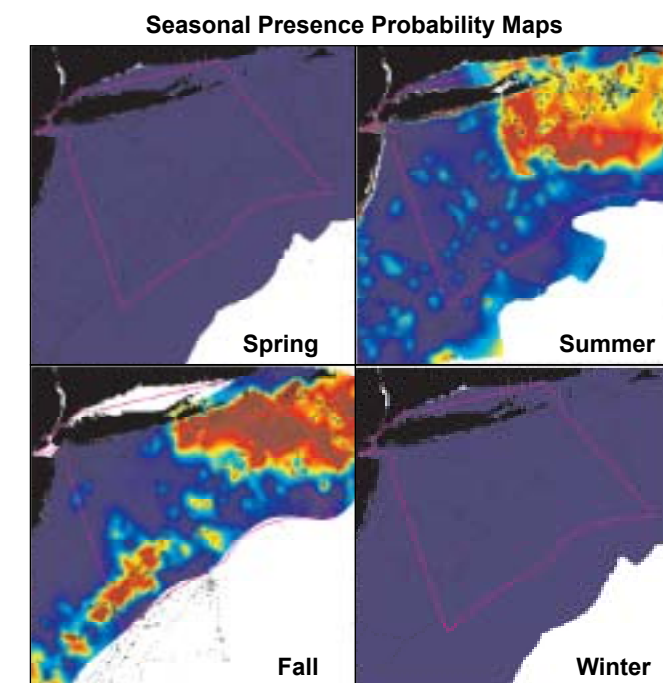 Seasonal Presence Probability Maps
Spring
Summer
Fall
Winter